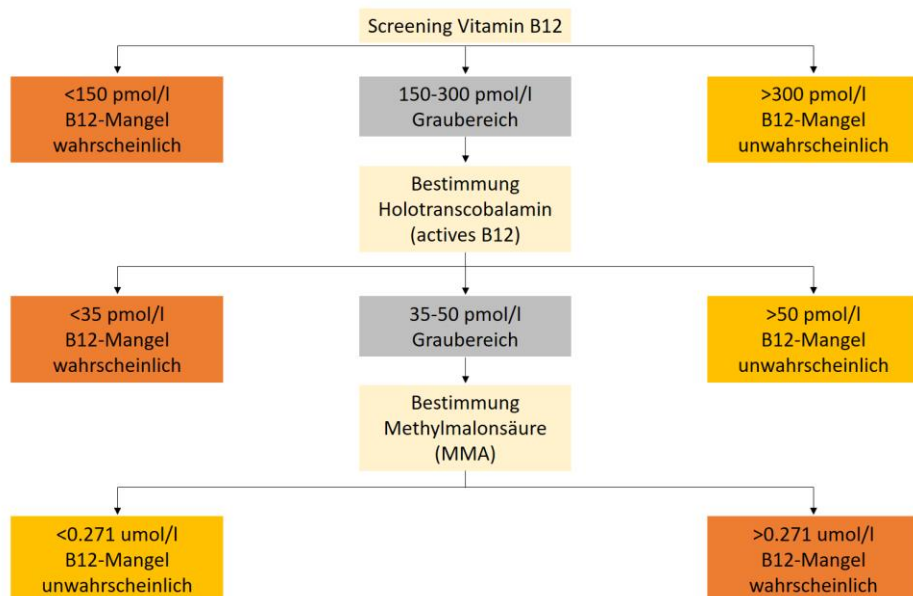 Screening Vitamin B12
<150 pmol/l
B12-Mangel
wahrscheinlich
150-300 pmol/l
Graubereich
>300 pmol/l
B12-Mangel
unwahrscheinlich
Bestimmung
Holotranscobalamin
(actives B12)
<35 pmol/l
B12-Mangel
wahrscheinlich
35-50 pmol/l
Graubereich
>50 pmol/l
B12-Mangel
unwahrscheinlich
Bestimmung
Methylmalonsäure
(MMA)
<0.271 umol/l
B12-Mangel
unwahrscheinlich
>0.271 umol/l
B12-Mangel
wahrscheinlich